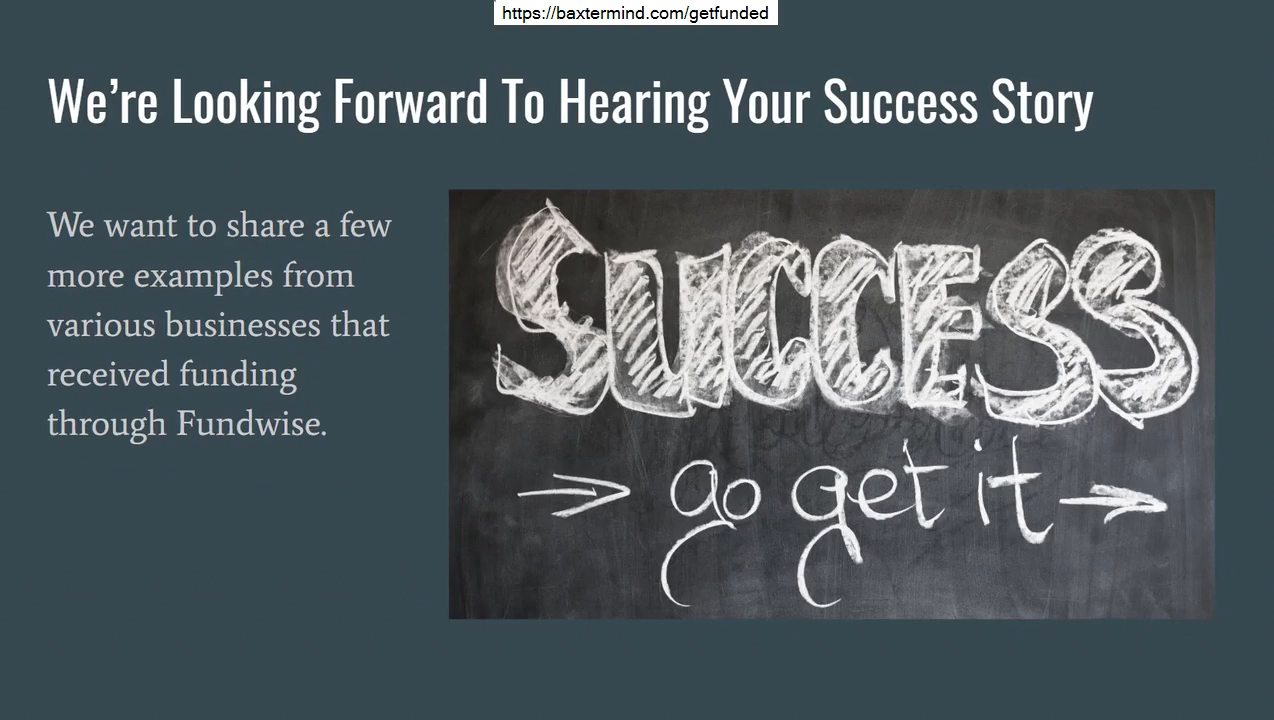 https://baxtermind.com/getfunded
We’re Looking Forward To Hearing Your Success Story
We want to share a few
more examples from
various businesses that
received funding
through Fundwise.
SUCCESS
go get it